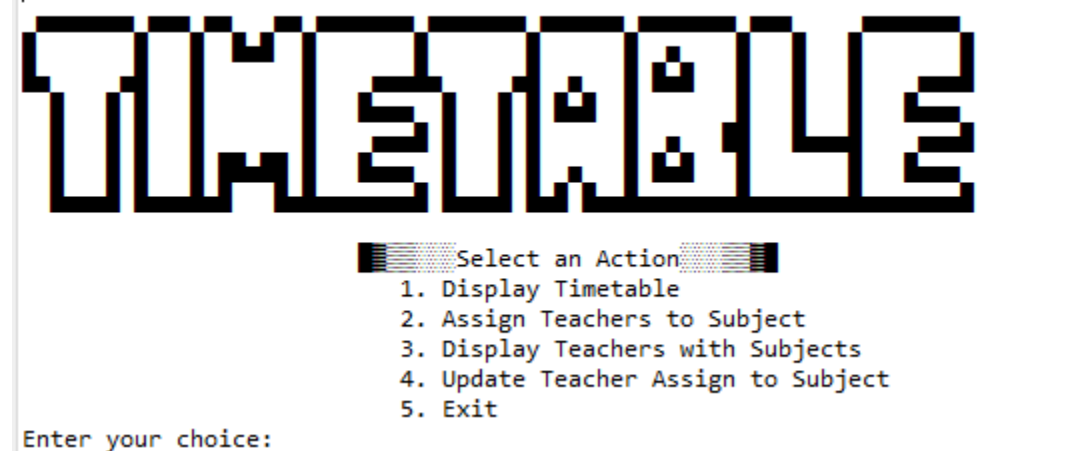 TIMETABLE
Select an Action
1. Display Timetable
2. Assign Teachers to Subject
3. Display Teachers with Subjects
4. Update Teacher Assign to Subject
5. Exit
Enter your choice: